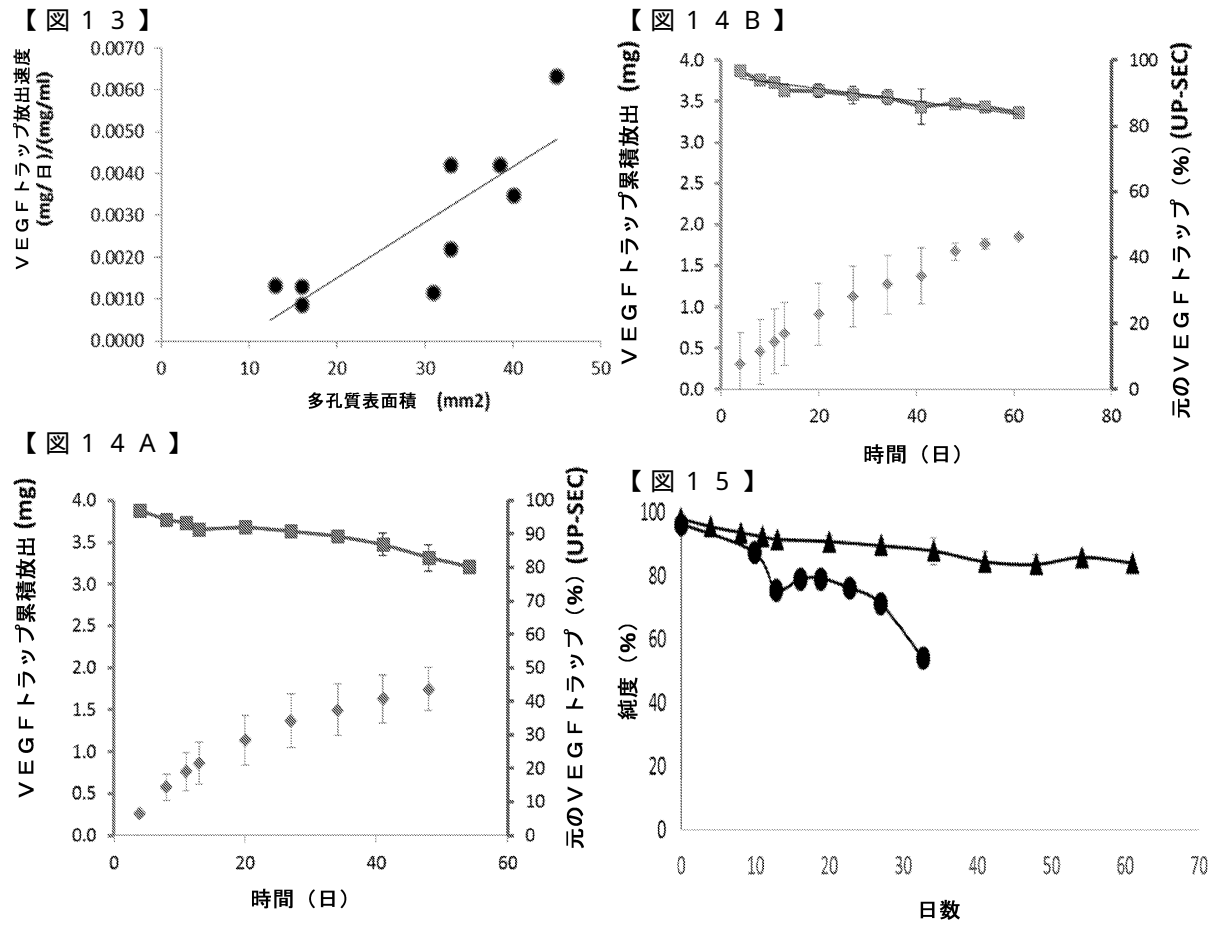 【図１３】
ＶＥＧＦトラップ放出速度
(mg/日)/(mg/ml)
0.0070
0.0060
0.0050
0.0040
0.0030
0.0020
0.0010
0.0000
0 10 20 30 40 50
多孔質表面積 (mm2)
【図１４Ｂ】
ＶＥＧＦトラップ累積放出 (mg)
4.0
3.5
3.0
2.5
2.0
1.5
1.0
0.5
0.0
100
80
60
40
20
0
元のＶＥＧＦトラップ（%）(UP-SEC)
0 20 40 60 80
時間（日）
【図１４Ａ】
ＶＥＧＦトラップ累積放出 (mg)
4.0
3.5
3.0
2.5
2.0
1.5
1.0
0.5
0.0
100
90
80
70
60
50
40
30
20
10
0
元のＶＥＧＦトラップ（%）(UP-SEC)
0 20 40 60
時間（日）
【図１５】
純度（%）
100
80
60
40
20
0
0 10 20 30 40 50 60 70
日数